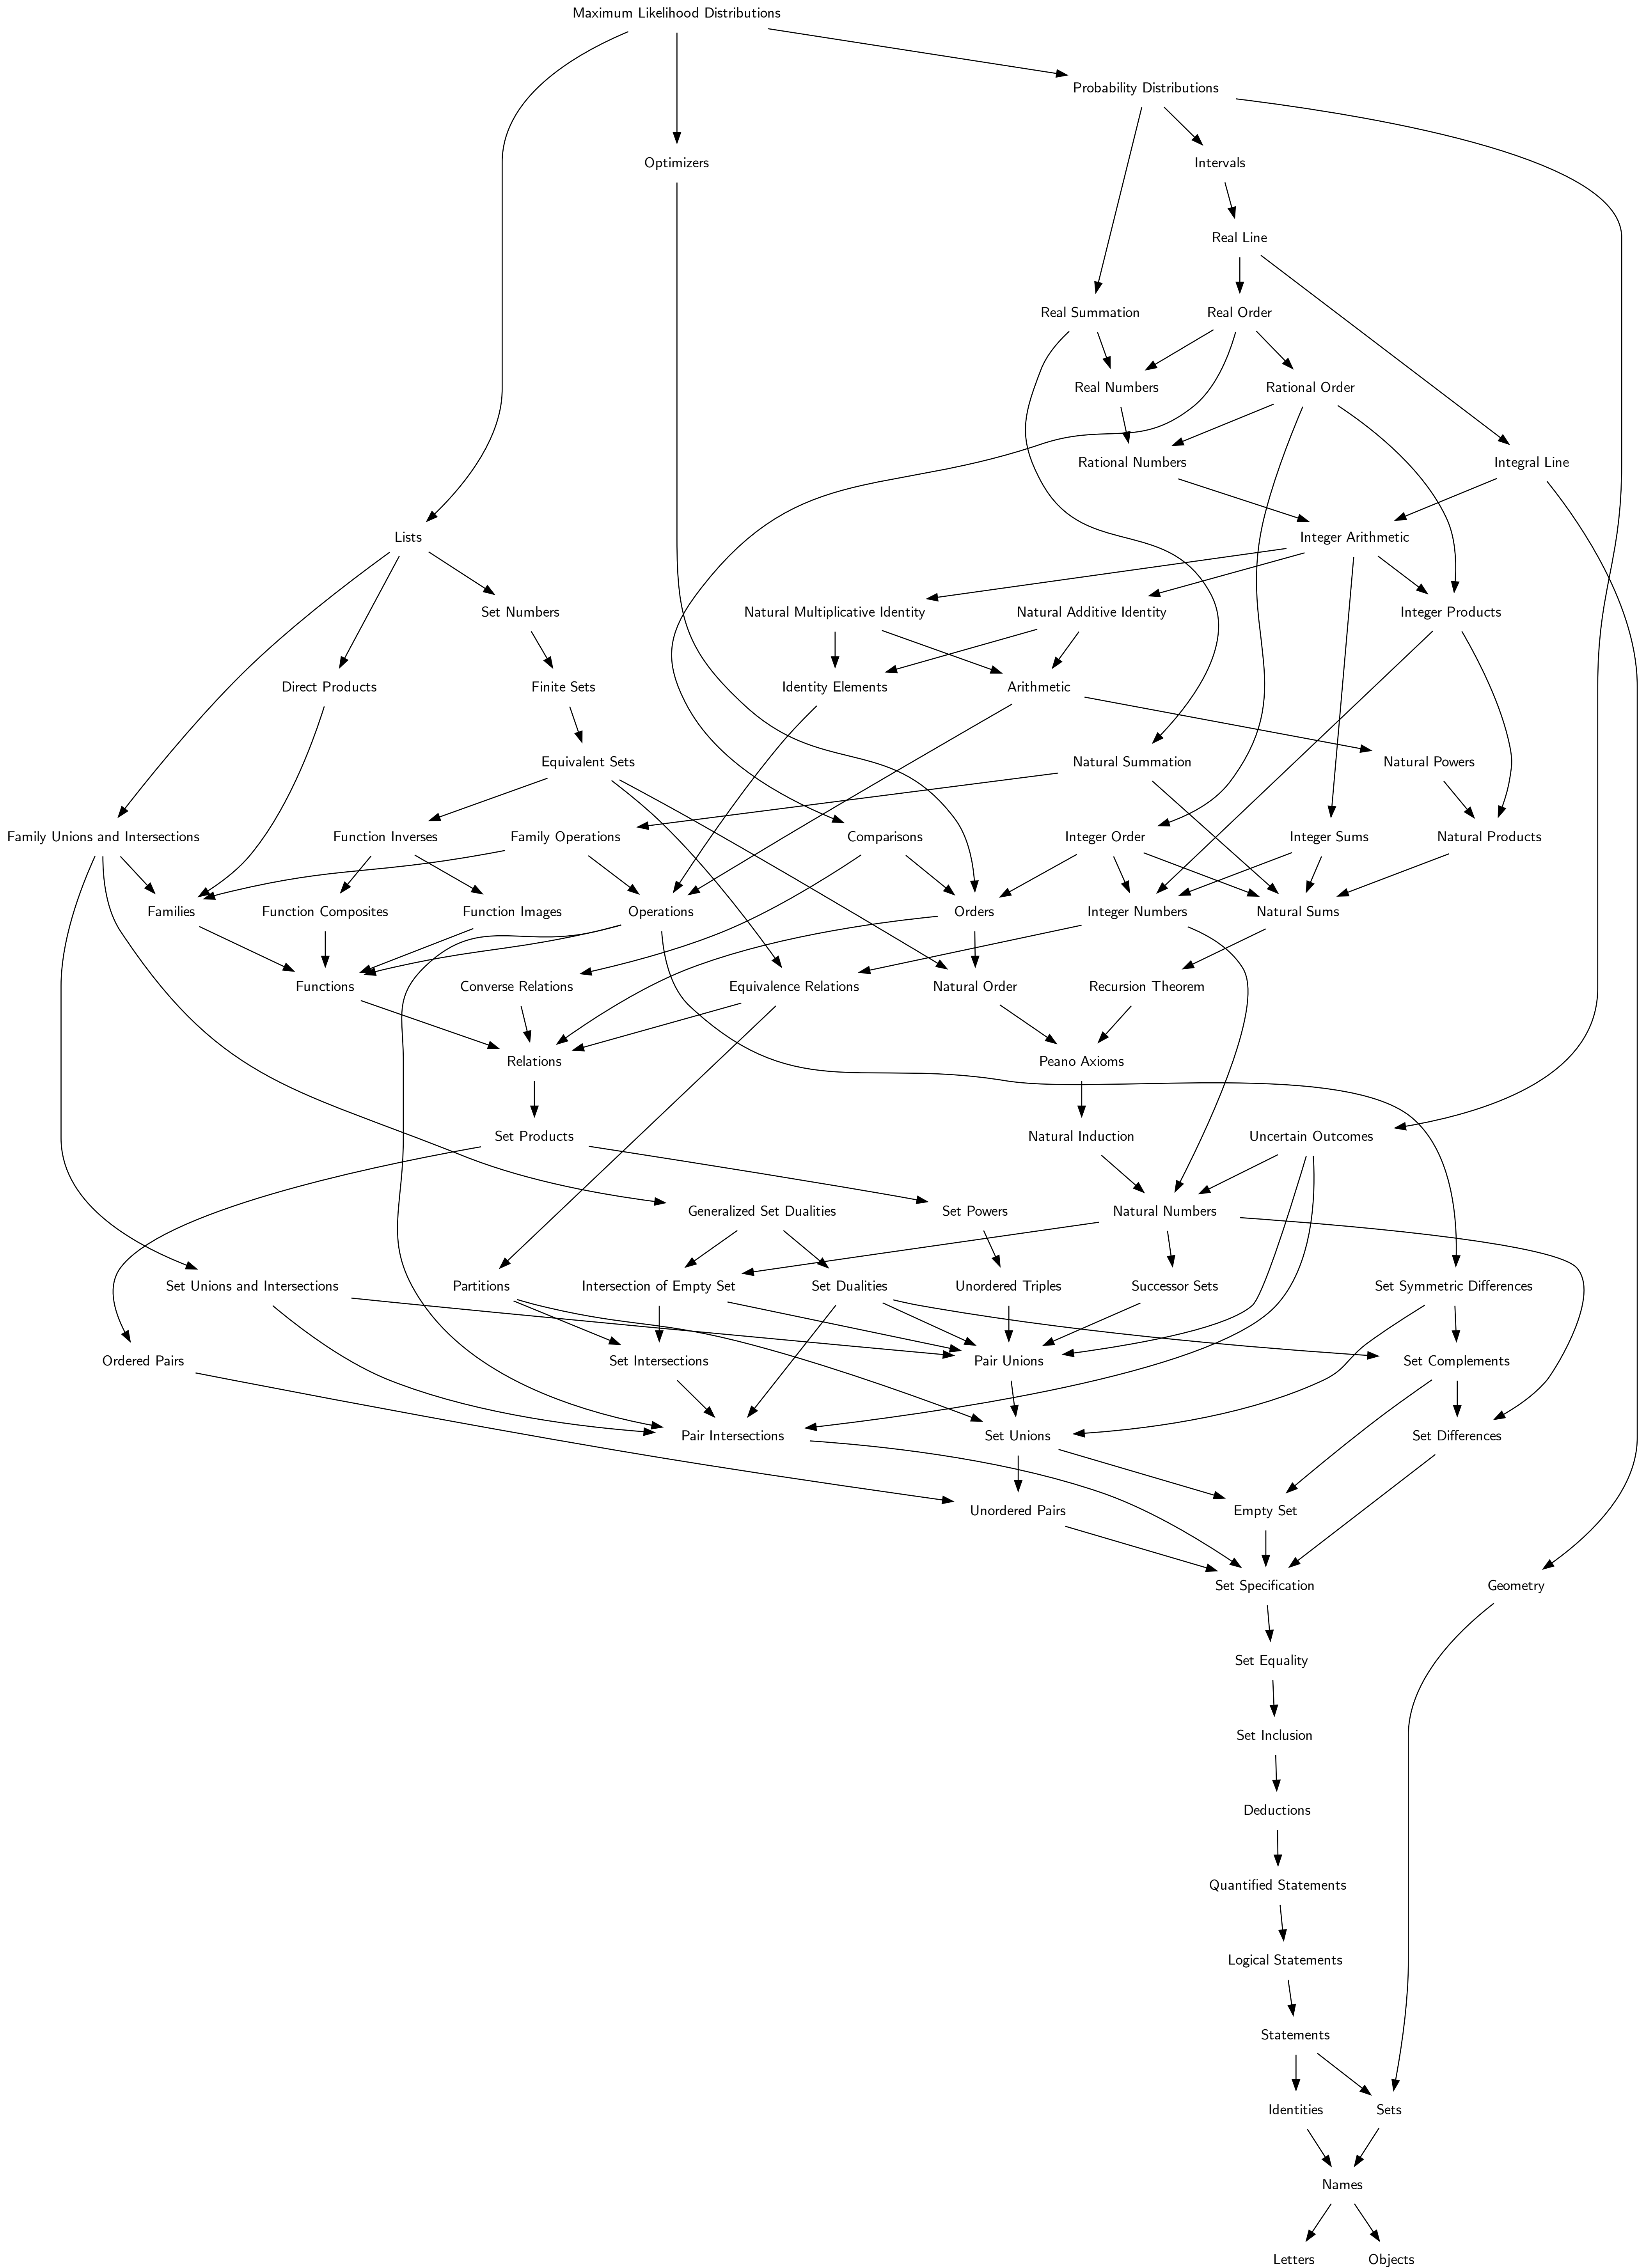 Maximum Likelihood Distributions
Probability Distributions
Optimizers
Intervals
Real Line
Real Summation
Real Order
Real Numbers
Rational Order
Rational Numbers
Integral Line
Lists
Integer Arithmetic
Set Numbers
Natural Multiplicative Identity
Natural Additive Identity
Integer Products
Direct Products
Finite Sets
Identity Elements
Arithmetic
Equivalent Sets
Natural Summation
Natural Powers
Family Unions and Intersections
Function Inverses
Family Operations
Comparisons
Integer Order
Integer Sums
Natural Products
Families
Function Composites
Function Images
Operations
Orders
Integer Numbers
Natural Sums
Functions
Converse Relations
Equivalence Relations
Natural Order
Recursion Theorem
Relations
Peano Axioms
Set Products
Natural Induction
Uncertain Outcomes
Generalized Set Dualities
Set Powers
Natural Numbers
Set Unions and Intersections
Partitions
Intersection of Empty Set
Set Dualities
Unordered Triples
Successor Sets
Set Symmetric Differences
Ordered Pairs
Set Intersections
Pair Unions
Set Complements
Pair Intersections
Set Unions
Set Differences
Unordered Pairs
Empty Set
Set Specification
Geometry
Set Equality
Set Inclusion
Deductions
Quantified Statements
Logical Statements
Statements
Identities
Sets
Names
Letters
Objects